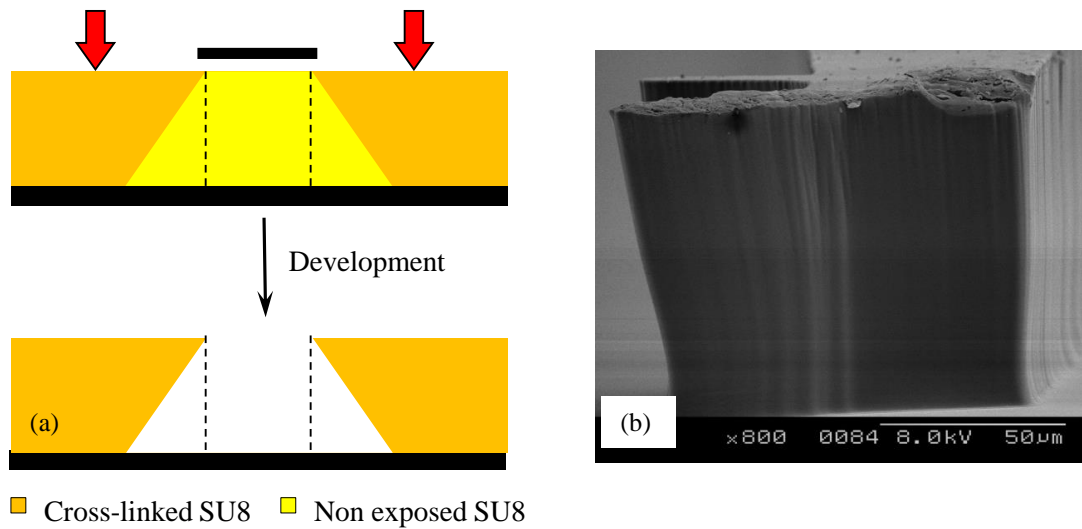 Development
(a)
(b)
×800 0084 8.0kV 50μm
Cross-linked SU8 Non exposed SU8